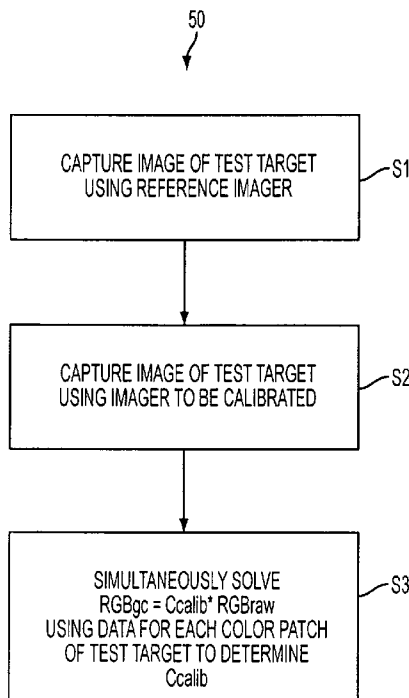 50
CAPTURE IMAGE OF TEST TARGET
USING REFERENCE IMAGER
S1
CAPTURE IMAGE OF TEST TARGET
USING IMAGER TO BE CALIBRATED
S2
SIMULTANEOUSLY SOLVE
RGBgc = Ccalib* RGBraw
USING DATA FOR EACH COLOR PATCH
OF TEST TARGET TO DETERMINE
Ccalib
S3